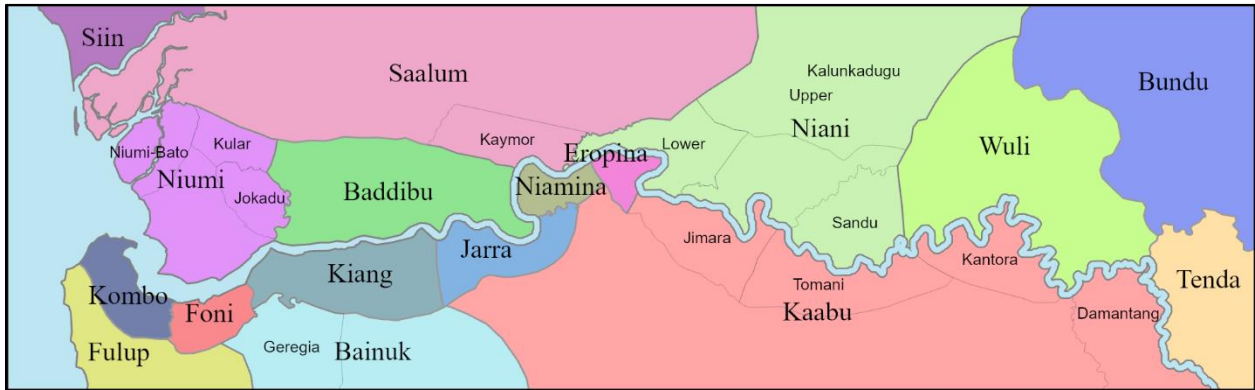 Siin
Saalum
Kalunkadugu
Bundu
Upper
Niani
Kular
Kaymor
Lower
Wuli
Niumi-Bato
Eropina
Niumi
Baddibu
Niamina
Jokadu
Sandu
Jimara
Jarra
Kantora
Kiang
Tomani
Tenda
Kombo
Foni
Kaabu
Damantang
Fulup
Geregia
Bainuk